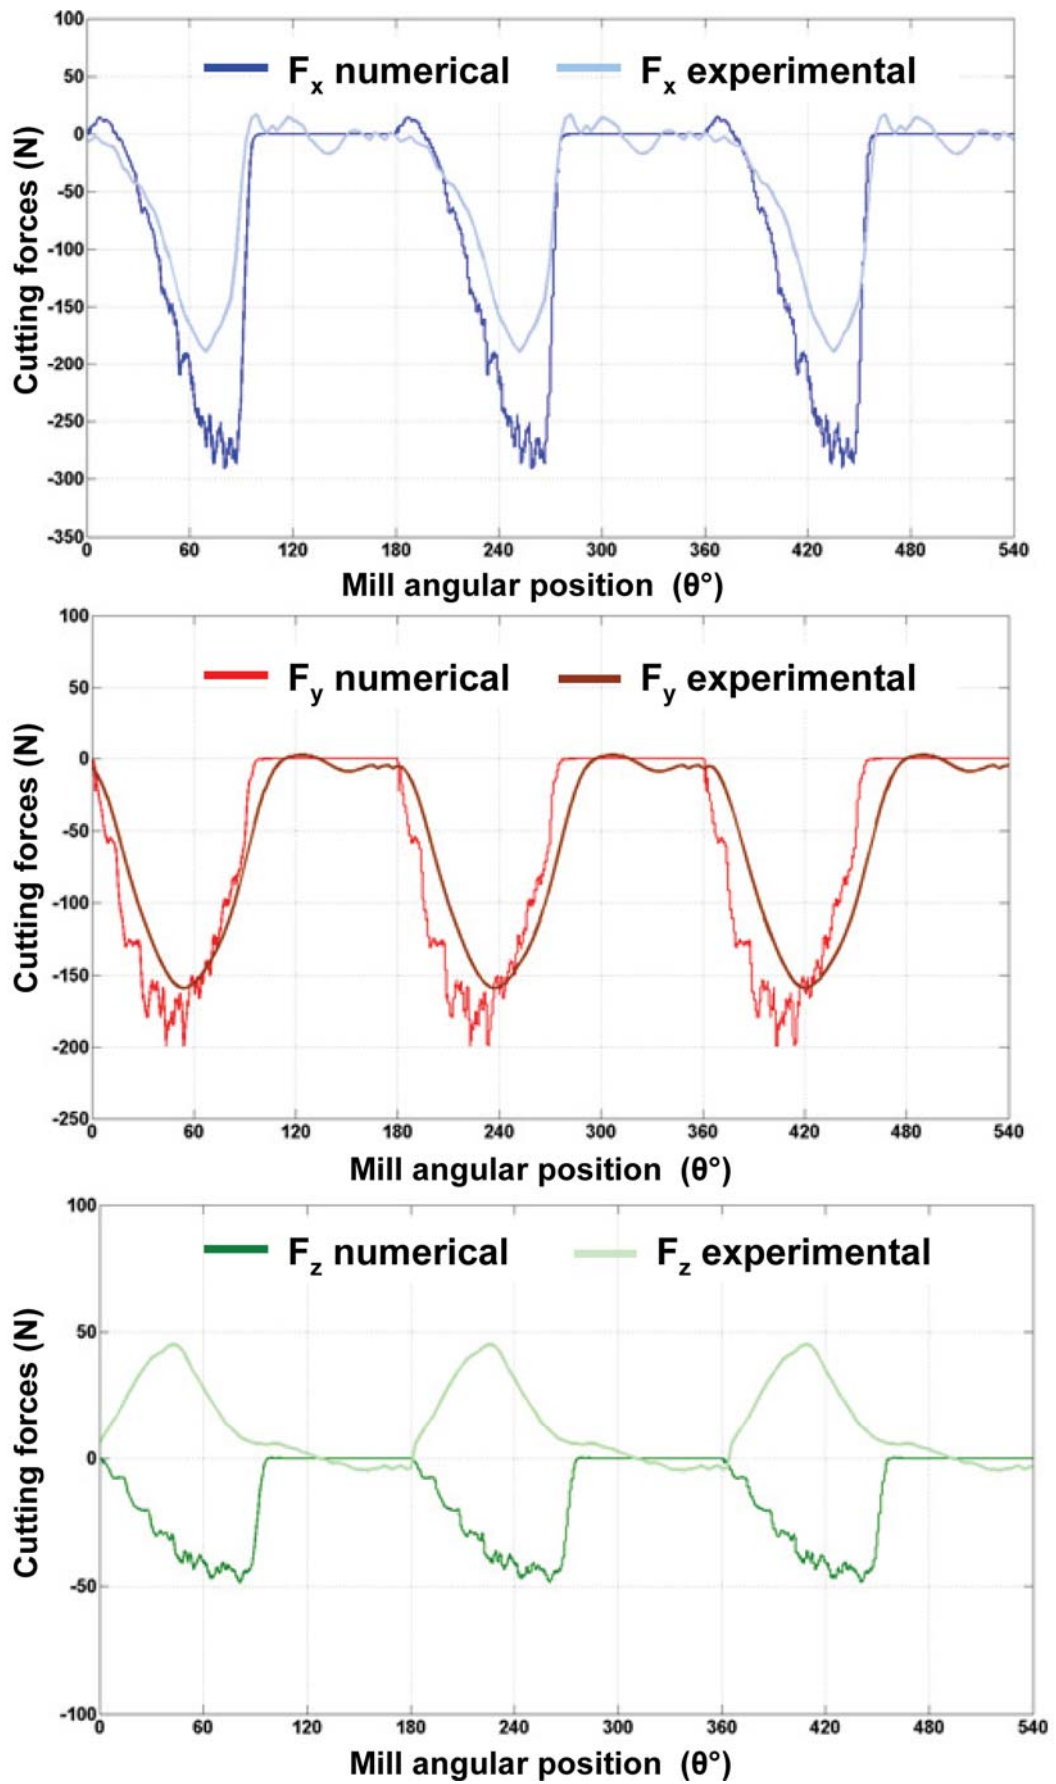 100
50
0
-50
-100
-150
-200
-250
-300
-350
Cutting forces (N)
Fx numerical Fx experimental
0 60 120 180 240 300 360 420 480 540
Mill angular position (θ°)
100
50
0
-50
-100
-150
-200
-250
Cutting forces (N)
Fy numerical Fy experimental
0 60 120 180 240 300 360 420 480 540
Mill angular position (θ°)
100
50
0
-50
-100
Cutting forces (N)
Fz numerical Fz experimental
0 60 120 180 240 300 360 420 480 540
Mill angular position (θ°)